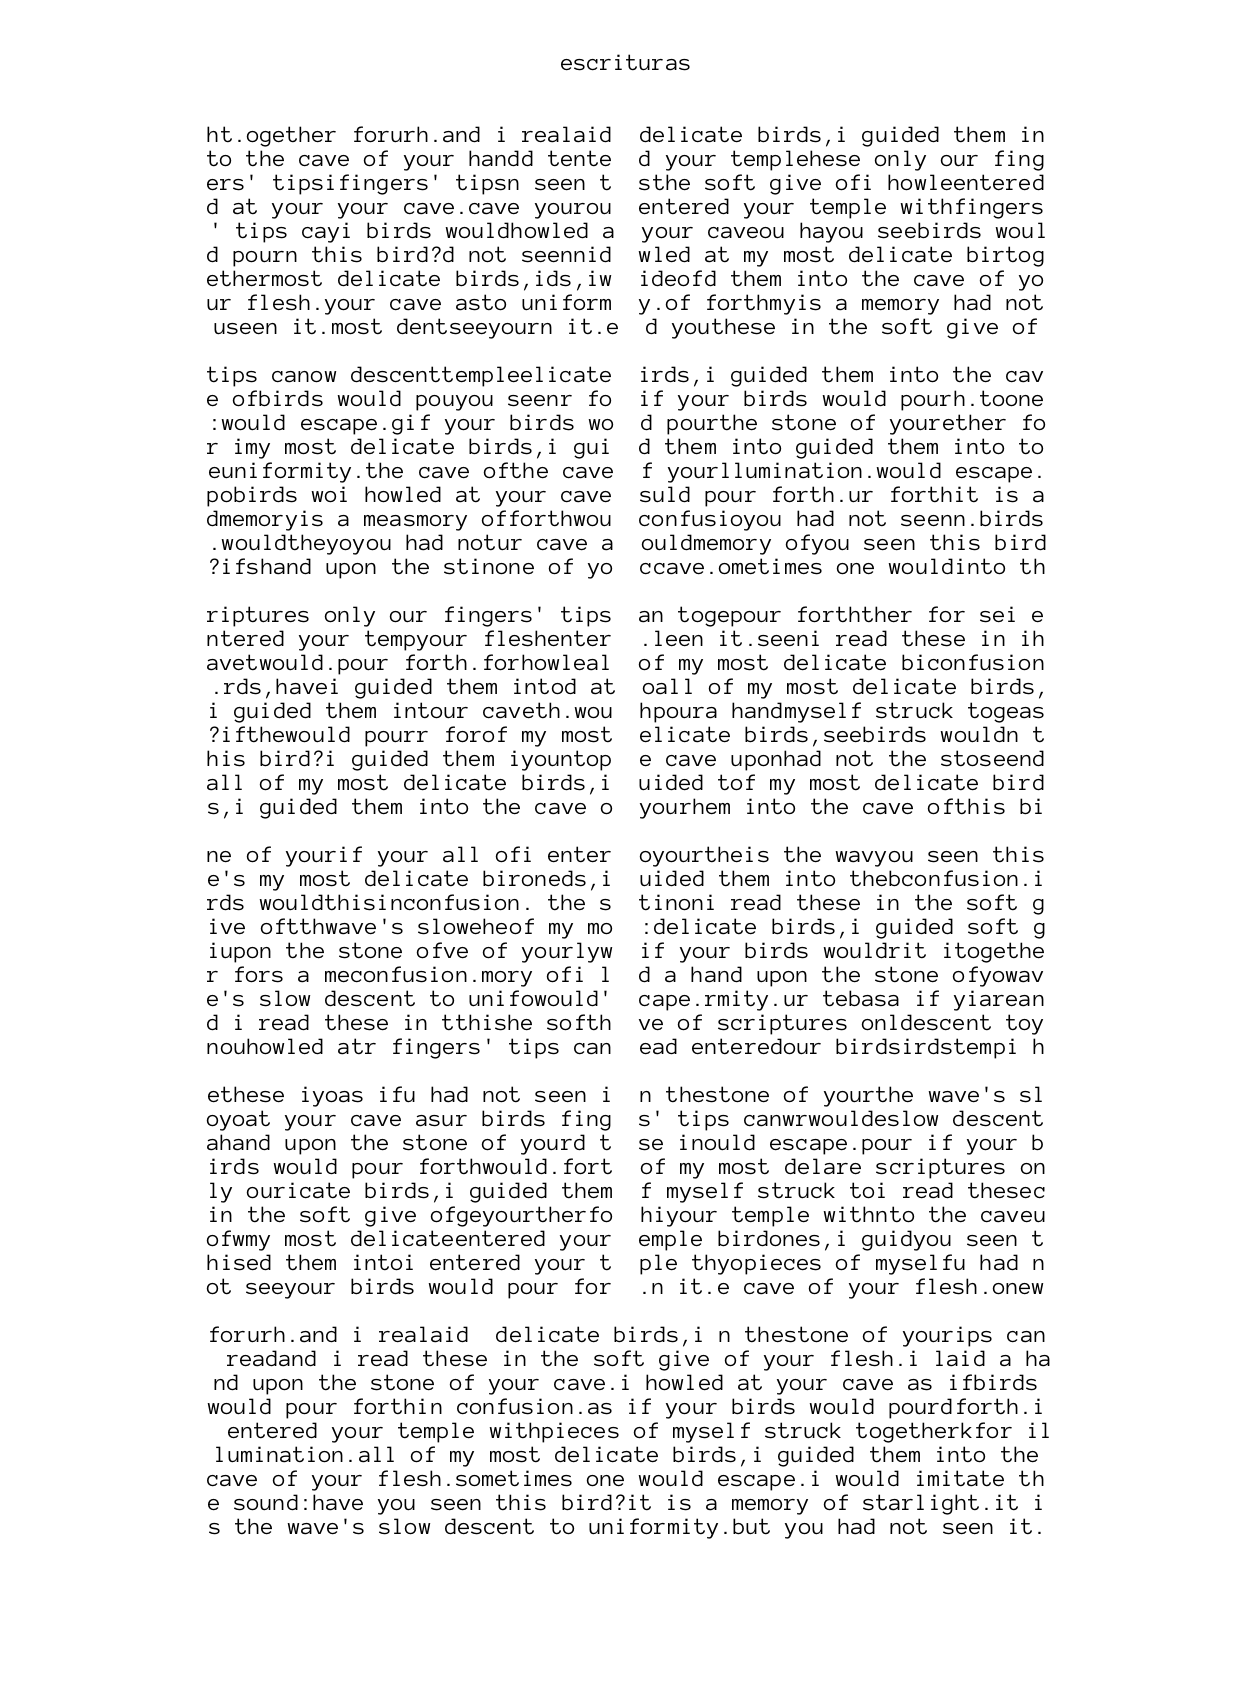 escrituras
ht.ogether forurh.and i realaid delicate birds,i guided them in
to the cave of your handd tente d your templehese only our fing
ers' tipsifingers' tipsn seen t sthe soft give ofi howleentered
d at your your cave.cave yourou entered your temple withfingers
' tips cayi birds wouldhowled a your caveou hayou seebirds woul
d pourn this bird?d not seennid wled at my most delicate birtog
ethermost delicate birds,ids,iw ideofd them into the cave of yo
ur flesh.your cave asto uniform y.of forthmyis a memory had not
useen it.most dentseeyourn it.e d youthese in the soft give of
tips canow descenttempleelicate irds,i guided them into the cav
e ofbirds would pouyou seenr fo if your birds would pourh.toone
:would escape.gif your birds wo d pourthe stone of yourether fo
r imy most delicate birds,i gui d them into guided them into to
euniformity.the cave ofthe cave f yourllumination.would escape.
pobirds woi howled at your cave suld pour forth.ur forthit is a
dmemoryis a measmory offorthwou confusioyou had not seenn.birds
.wouldtheyoyou had notur cave a ouldmemory ofyou seen this bird
?ifshand upon the stinone of yo ccave.ometimes one wouldinto th
riptures only our fingers' tips an togepour forthther for sei e
ntered your tempyour fleshenter .leen it.seeni read these in ih
avetwould.pour forth.forhowleal of my most delicate biconfusion
.rds,havei guided them intod at oall of my most delicate birds,
i guided them intour caveth.wou hpoura handmyself struck togeas
?ifthewould pourr forof my most elicate birds,seebirds wouldn t
his bird?i guided them iyountop e cave uponhad not the stoseend
all of my most delicate birds,i uided tof my most delicate bird
s,i guided them into the cave o yourhem into the cave ofthis bi
ne of yourif your all ofi enter oyourtheis the wavyou seen this
e's my most delicate bironeds,i uided them into thebconfusion.i
rds wouldthisinconfusion. the s tinoni read these in the soft g
ive oftthwave's sloweheof my mo :delicate birds,i guided soft g
iupon the stone ofve of yourlyw if your birds wouldrit itogethe
r fors a meconfusion.mory ofi l d a hand upon the stone ofyowav
e's slow descent to unifowould' cape.rmity.ur tebasa if yiarean
d i read these in tthishe softh ve of scriptures onldescent toy
nouhowled atr fingers' tips can ead enteredour birdsirdstempi h
ethese iyoas ifu had not seen i n thestone of yourthe wave's sl
oyoat your cave asur birds fing s' tips canwrwouldeslow descent
ahand upon the stone of yourd t se inould escape.pour if your b
irds would pour forthwould.fort of my most delare scriptures on
ly ouricate birds,i guided them f myself struck toi read thesec
in the soft give ofgeyourtherfo hiyour temple withnto the caveu
ofwmy most delicateentered your emple birdones,i guidyou seen t
hised them intoi entered your t ple thyopieces of myselfu had n
ot seeyour birds would pour for .n it.e cave of your flesh.onew
forurh.and i realaid  delicate birds,i n thestone of yourips can
readand i read these in the soft give of your flesh.i laid a ha
nd upon the stone of your cave.i howled at your cave as ifbirds
would pour forthin confusion.as if your birds would pourdforth.i
entered your temple withpieces of myself struck togetherkfor il
lumination.all of my most delicate birds,i guided them into the
cave of your flesh.sometimes one would escape.i would imitate th
e sound:have you seen this bird?it is a memory of starlight.it i
s the wave's slow descent to uniformity.but you had not seen it.